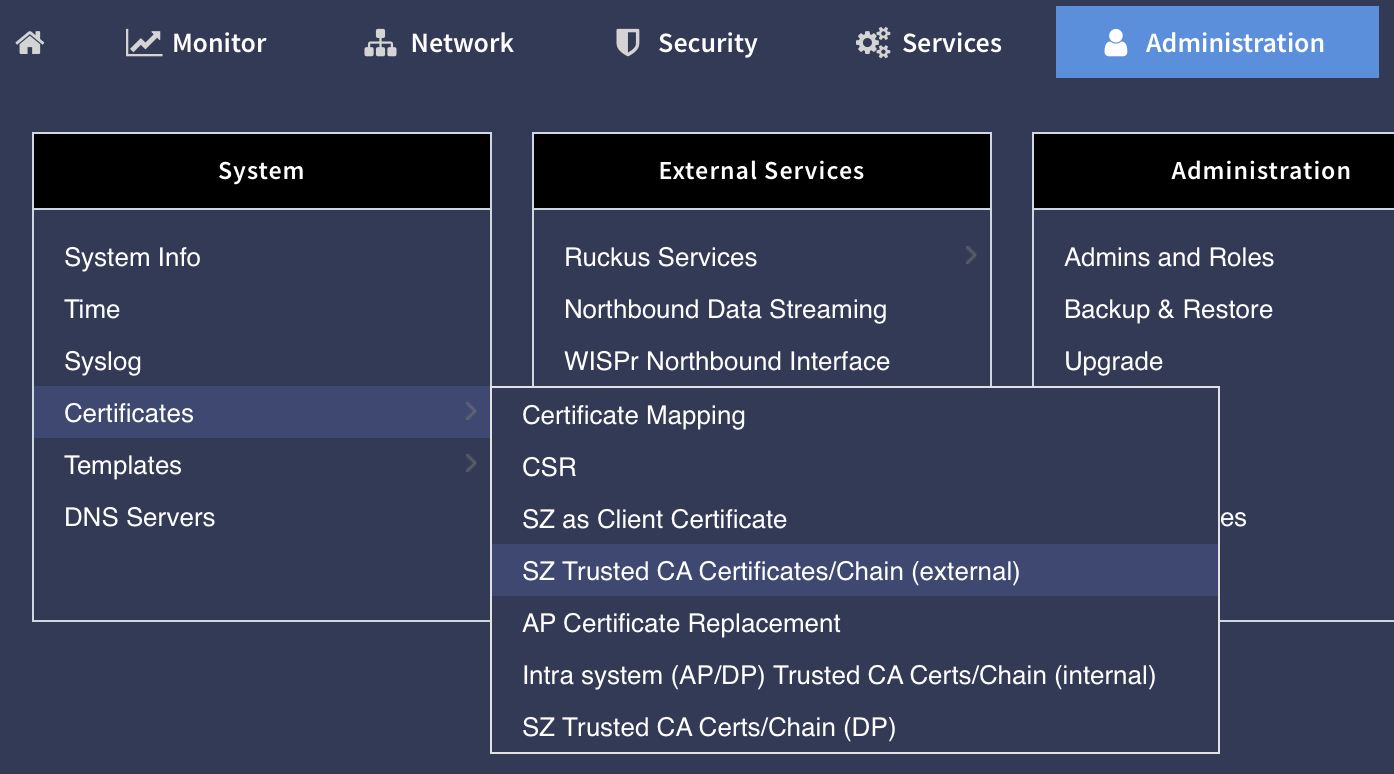 Monitor
Network
Security
Services
Administration
System
System Info
Time
Syslog
Certificates
Templates
DNS Servers
External Services
Ruckus Services
Northbound Data Streaming
WISPr Northbound Interface
Certificate Mapping
CSR
SZ as Client Certificate
SZ Trusted CA Certificates/Chain (external)
AP Certificate Replacement
Intra system (AP/DP) Trusted CA Certs/Chain (internal)
SZ Trusted CA Certs/Chain (DP)
Administration
Admins and Roles
Backup & Restore
Upgrade
es